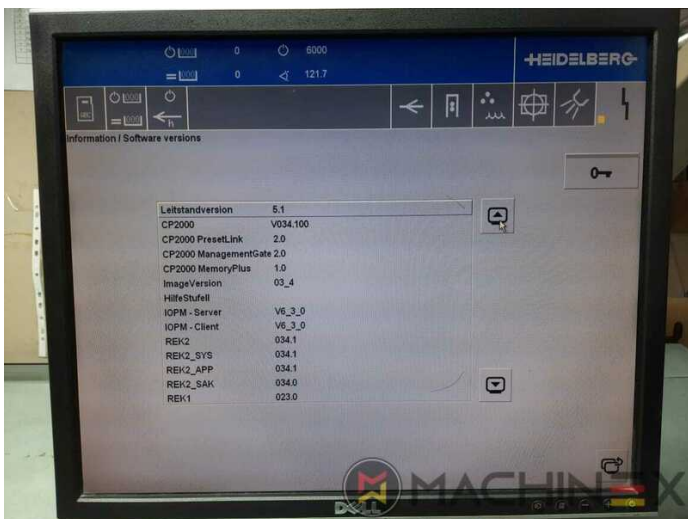 0 6000
-HEIDELBERG-
0 121.7
REC
h
Information / Software versions
Leitstandversion 5.1
CP2000 V034.100
CP2000 PresetLink 2.0
CP2000 ManagementGate 2.0
CP2000 MemoryPlus 1.0
ImageVersion 03_4
HilfeStufeII
IOPM - Server V6_3_0
IOPM - Client V6_3_0
REK2 034.1
REK2_SYS 034.1
REK2_APP 034.1
REK2_SAK 034.0
REK1 023.0
MACHINEX
DELL